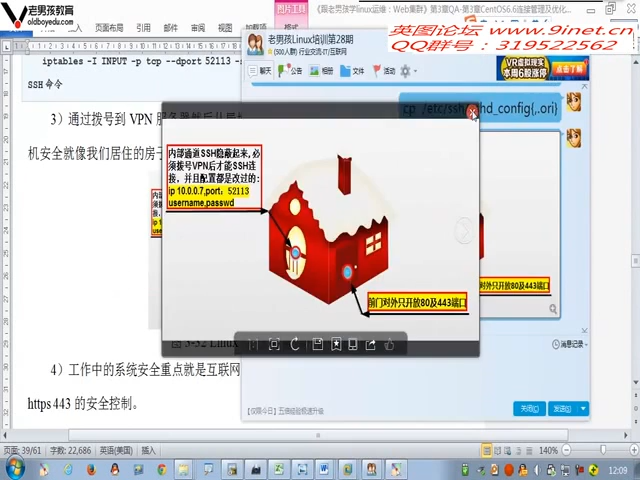 老男孩教育
oldboyedu.com
《跟老男孩学linux运维：Web集群》第3章QA-第3章CentOS6.6连接管理及优化
页面布局
引用
邮件
审阅
视图
英图论坛 www.9inet.cn
QQ群号：319522562
老男孩Linux培训第28期
(500人群) 行业交流-IT/互联网
聊天
公告
相册
文件
活动
VR虚拟现实
本周6股涨停
点击了解
iptables -I INPUT -p tcp --dport 52113 -s
SSH 命令
cp /etc/ssh/sshd_config{,.ori}
3）通过拨号到 VPN 服务器然后从局域
机安全就像我们居住的房子
内部通道SSH隐蔽起来,必
须拨号VPN后才能SSH连
接，并且配置都是改过的:
ip 10.0.0.7,port：52113
username,passwd
前门对外只开放80及443端口
对外只开放80及443端口
图 3-32 Linux
消息记录
4）工作中的系统安全重点就是互联网
https 443 的安全控制。
关闭(C)
发送(S)
页面: 39/61
字数: 22,686
英语(美国)
插入
140%
12:09